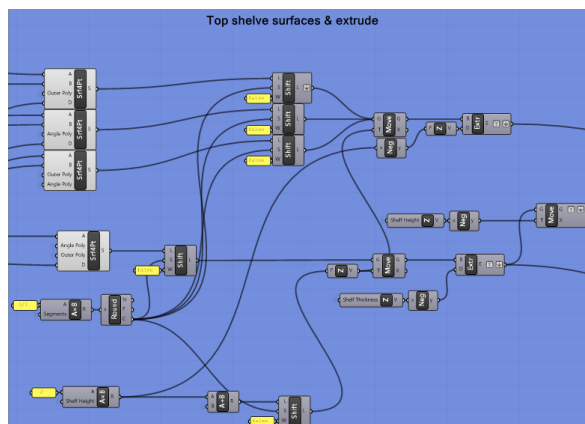 Top shelve surfaces & extrude
A
B
Outer Poly
D
Srf4Pt
S
A
B
Angle Poly
D
Srf4Pt
S
A
B
Outer Poly
Angle Poly
Srf4Pt
S
L
S
W
Shift
L
false
L
S
W
Shift
L
false
L
S
W
Shift
L
false
G
T
Move
G
X
Neg
F
Z
V
B
D
Extr
E
Shelf Height
Z
V
Neg
G
T
Move
G
X
A
Angle Poly
Outer Poly
D
Srf4Pt
S
L
S
W
Shift
L
false
F
Z
V
G
T
Move
G
X
B
D
Extr
E
Shelf Thickness
Z
V
Neg
A
Segments
A×B
R
Round
N
F
C
A
Shelf Height
A×B
R
A
B
A+B
R
L
S
W
Shift
L
false